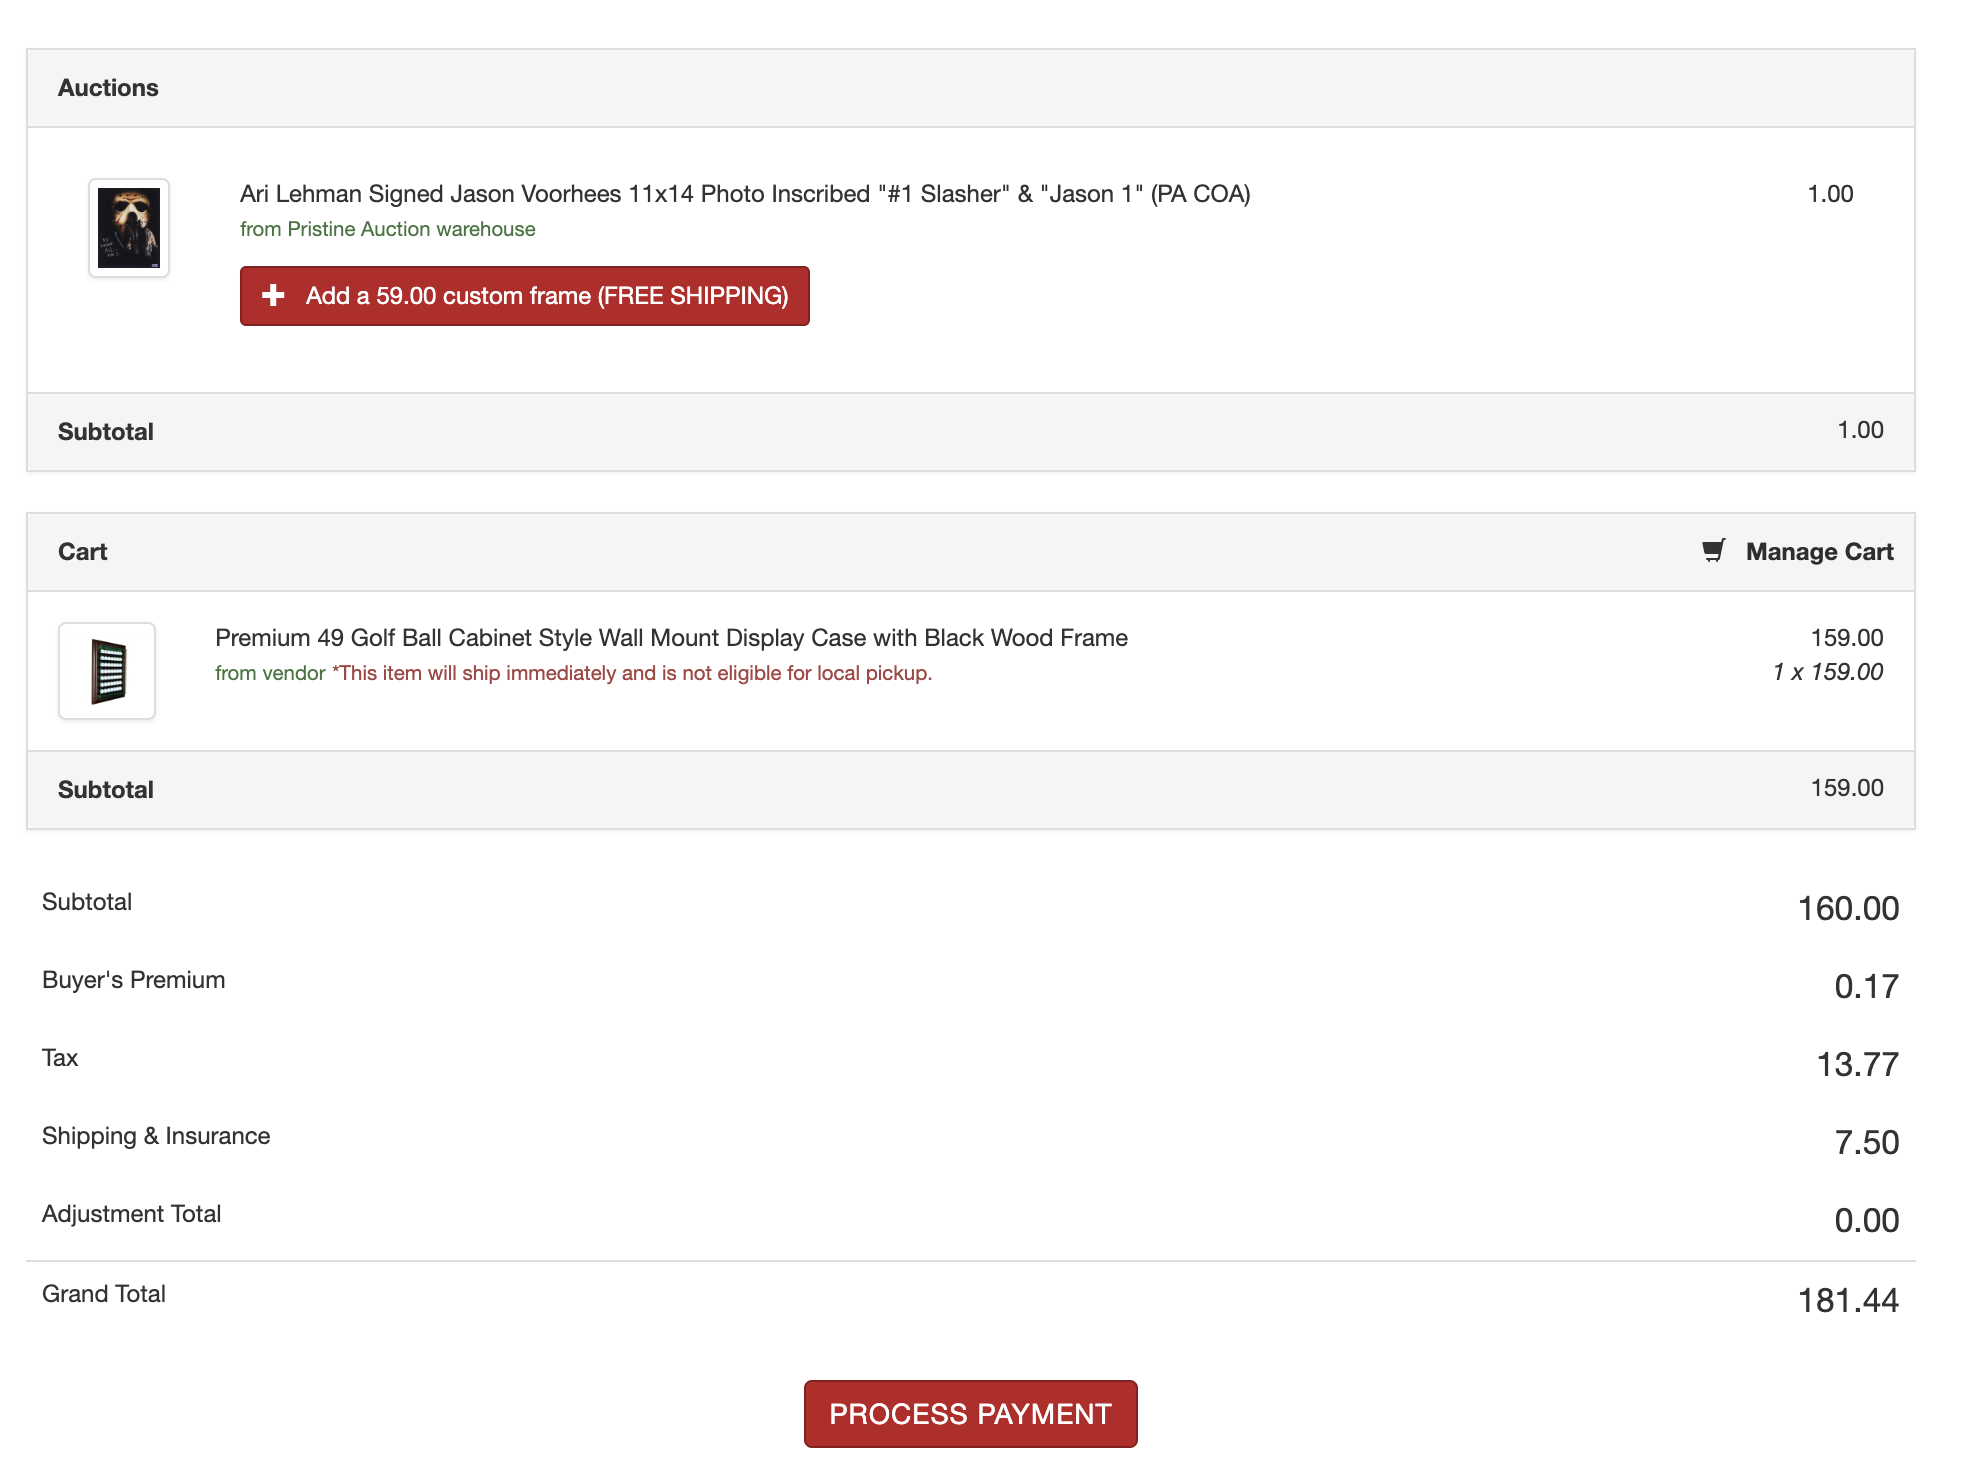 Auctions
Ari Lehman Signed Jason Voorhees 11x14 Photo Inscribed "#1 Slasher" & "Jason 1" (PA COA)
1.00
from Pristine Auction warehouse
Add a 59.00 custom frame (FREE SHIPPING)
Subtotal
1.00
Cart
Manage Cart
Premium 49 Golf Ball Cabinet Style Wall Mount Display Case with Black Wood Frame
159.00
from vendor *This item will ship immediately and is not eligible for local pickup.
1 x 159.00
Subtotal
159.00
Subtotal
160.00
Buyer's Premium
0.17
Tax
13.77
Shipping & Insurance
7.50
Adjustment Total
0.00
Grand Total
181.44
PROCESS PAYMENT